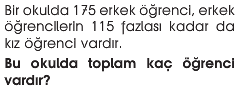 Bir okulda 175 erkek öğrenci, erkek
öğrencilerin 115 fazlası kadar da
kız öğrenci vardır.
Bu okulda toplam kaç öğrenci
vardır?